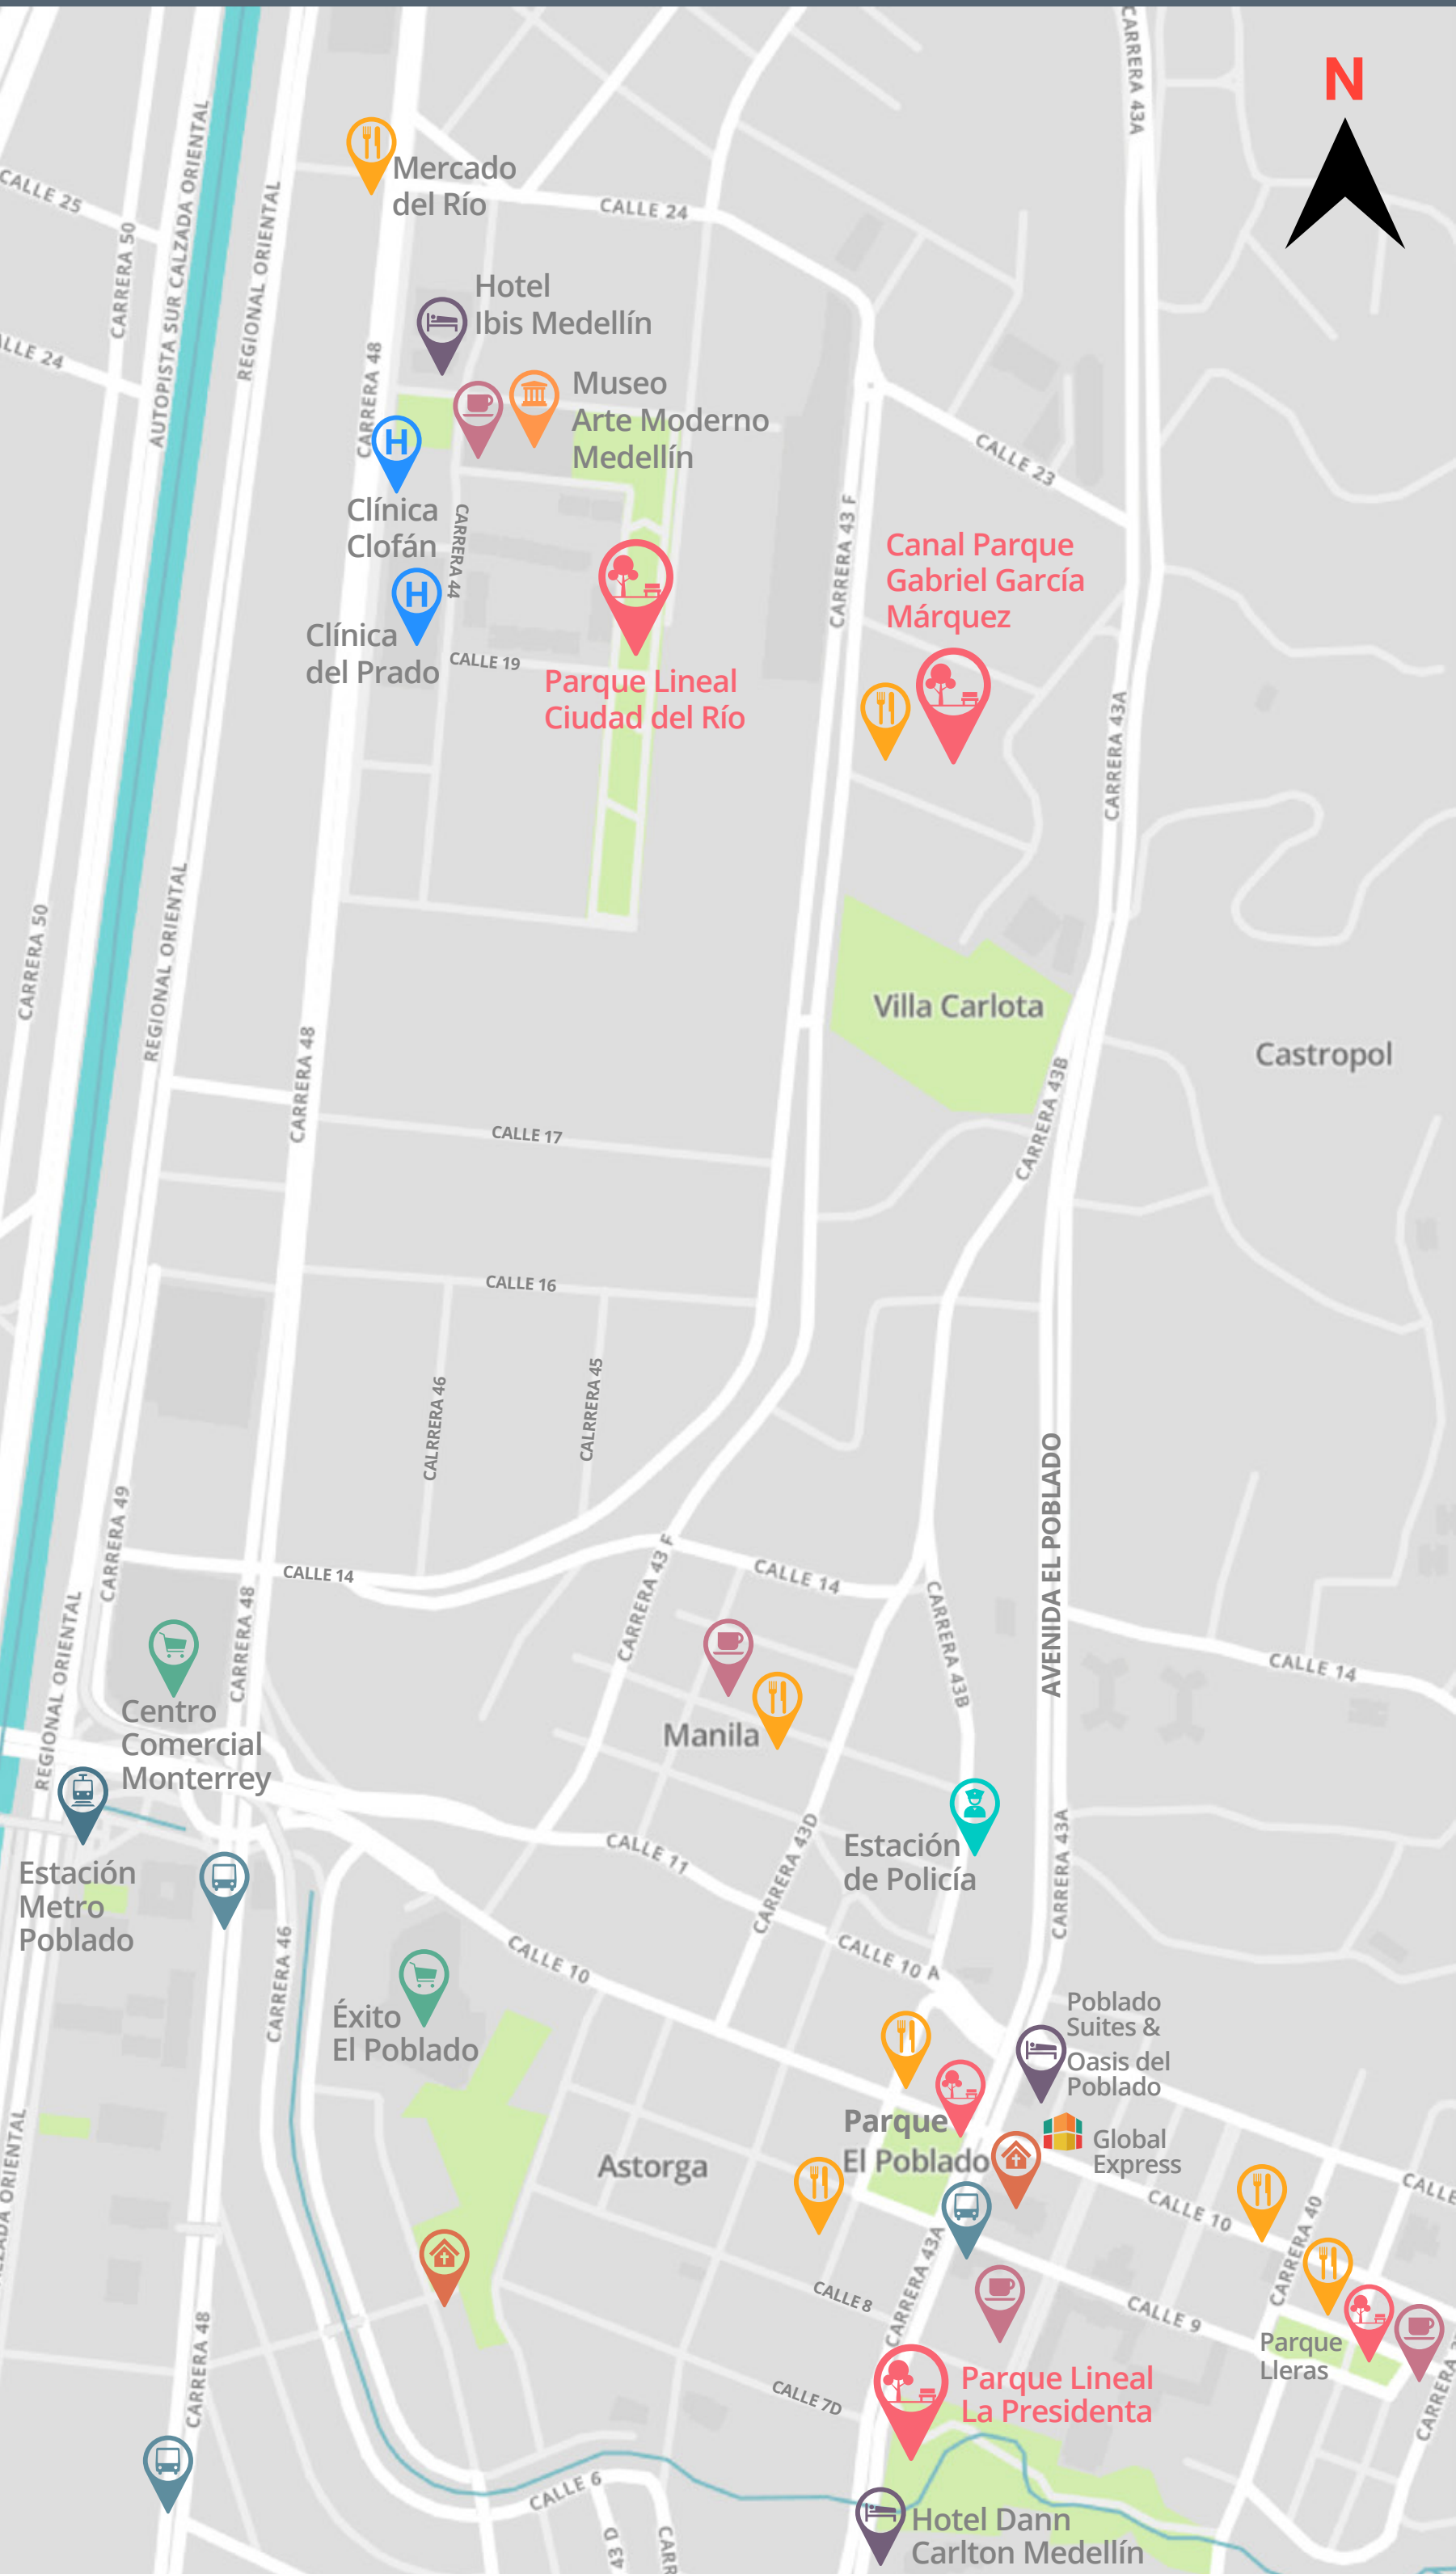 N
CARRERA 43A
CALLE 25
CARRERA 50
AUTOPISTA SUR CALZADA ORIENTAL
REGIONAL ORIENTAL
Mercado
del Río
CALLE 24
Hotel
Ibis Medellín
CARRERA 48
Museo
Arte Moderno
Medellín
H
Clínica
Clofán
CARRERA 44
H
Clínica
del Prado
CALLE 19
Parque Lineal
Ciudad del Río
CALLE 23
CARRERA 43 F
Canal Parque
Gabriel García
Márquez
CARRERA 43A
CARRERA 50
REGIONAL ORIENTAL
CARRERA 48
Villa Carlota
Castropol
CARRERA 43B
CALLE 17
CALLE 16
CALRRERA 46
CALRRERA 45
AVENIDA EL POBLADO
CARRERA 49
CALLE 14
CARRERA 43 F
CALLE 14
CARRERA 43B
CALLE 14
REGIONAL ORIENTAL
CARRERA 48
Centro
Comercial
Monterrey
Manila
Estación
de Policía
CARRERA 43A
CALLE 11
CARRERA 43D
CALLE 10 A
Estación
Metro
Poblado
CARRERA 46
CALLE 10
Éxito
El Poblado
Poblado
Suites &
Oasis del
Poblado
Global
Express
Parque
El Poblado
Astorga
CALLE 10
CARRERA 40
CALLE
CARRERA 43A
CALLE 8
CALLE 9
Parque
Lleras
CARRERA
CALZADA ORIENTAL
CARRERA 48
CALLE 7D
Parque Lineal
La Presidenta
CALLE 6
Hotel Dann
Carlton Medellín